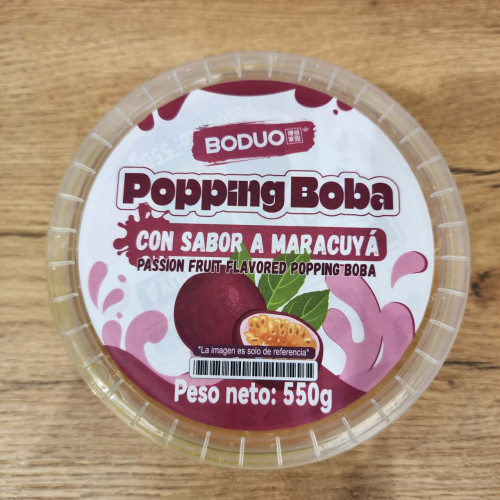 BODUO
Popping Boba
CON SABOR A MARACUYÁ
PASSION FRUIT FLAVORED POPPING BOBA
*La imagen es solo de referencia*
Peso neto: 550g